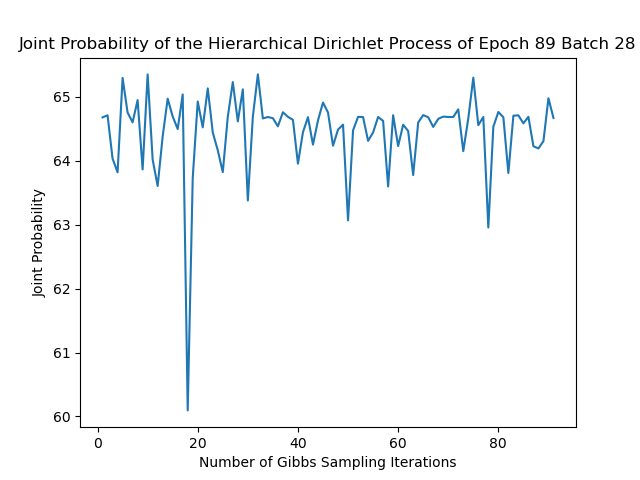 Joint Probability of the Hierarchical Dirichlet Process of Epoch 89 Batch 28
65
64
63
62
61
60
Joint Probability
0 20 40 60 80
Number of Gibbs Sampling Iterations